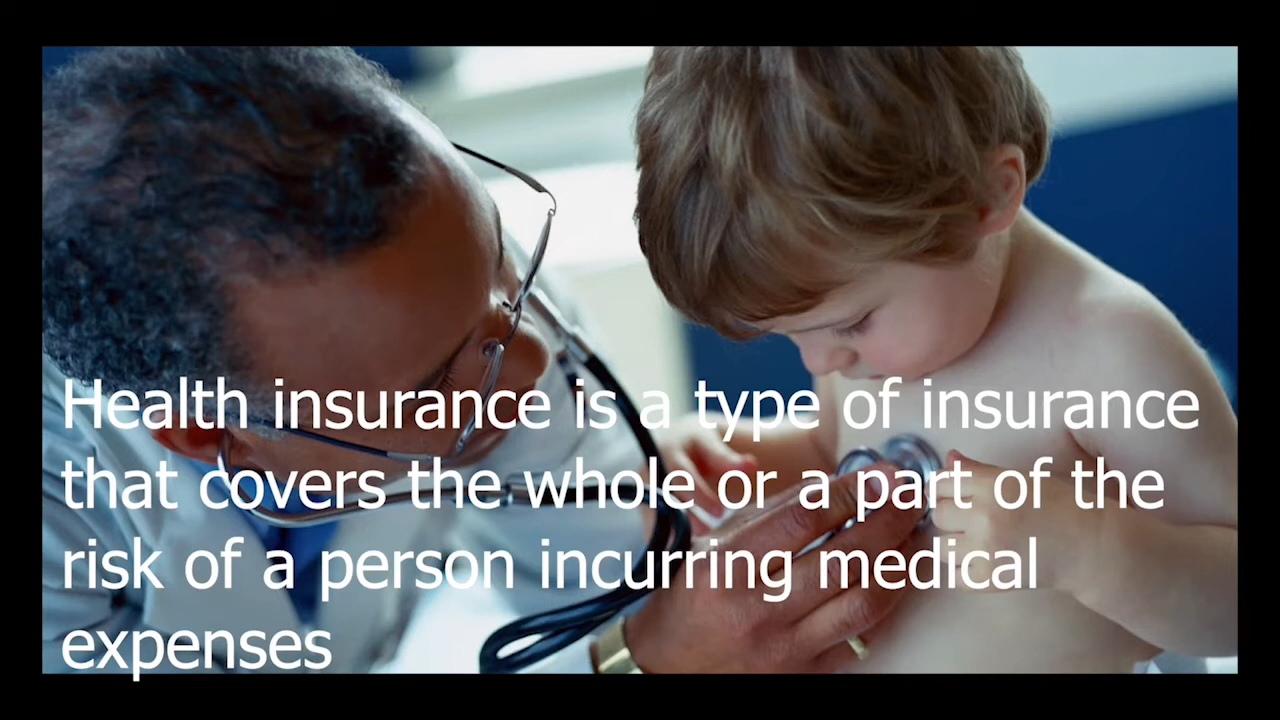 Health insurance is a type of insurance
that covers the whole or a part of the
risk of a person incurring medical
expenses